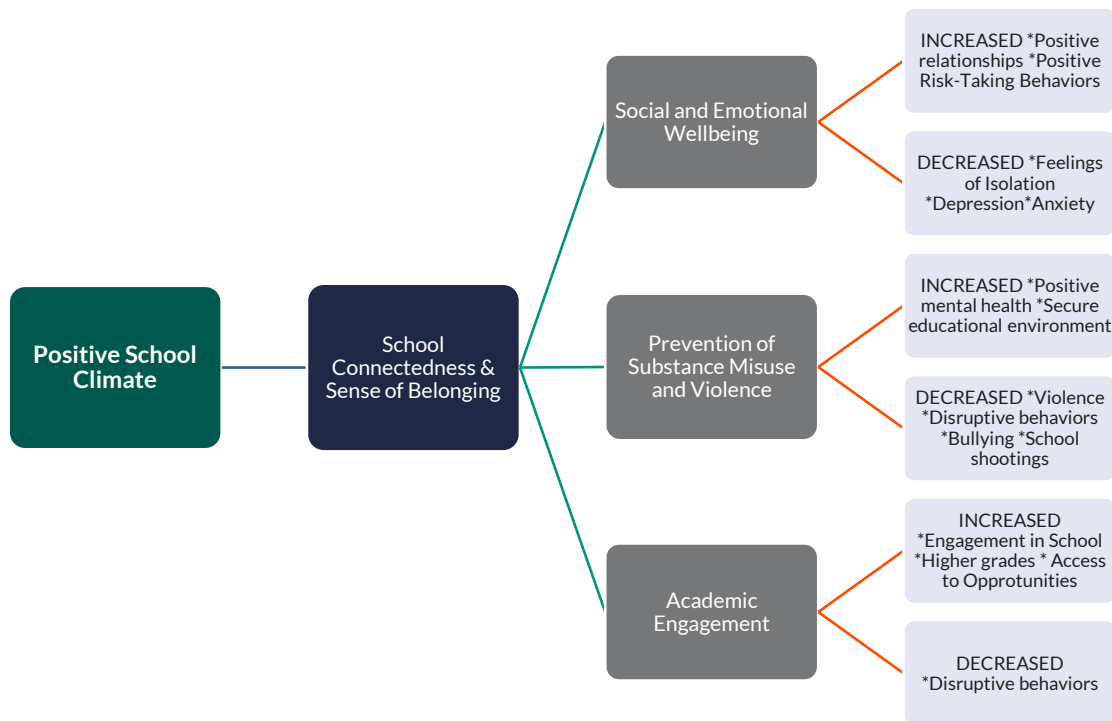 Positive School
Climate
School
Connectedness &
Sense of Belonging
Social and Emotional
Wellbeing
INCREASED *Positive
relationships *Positive
Risk-Taking Behaviors
DECREASED *Feelings
of Isolation
*Depression*Anxiety
Prevention of
Substance Misuse
and Violence
INCREASED *Positive
mental health *Secure
educational environment
DECREASED *Violence
*Disruptive behaviors
*Bullying *School
shootings
Academic
Engagement
INCREASED
*Engagement in School
*Higher grades * Access
to Opprotunities
DECREASED
*Disruptive behaviors